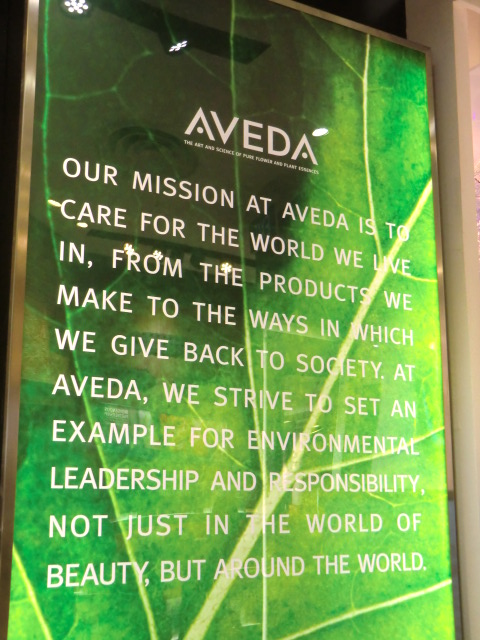 AVEDA
THE ART AND SCIENCE OF PURE FLOWER AND PLANT ESSENCES
OUR MISSION AT AVEDA IS TO
CARE FOR THE WORLD WE LIVE
IN, FROM THE PRODUCTS WE
MAKE TO THE WAYS IN WHICH
WE GIVE BACK TO SOCIETY. AT
AVEDA, WE STRIVE TO SET AN
EXAMPLE FOR ENVIRONMENTAL
LEADERSHIP AND RESPONSIBILITY,
NOT JUST IN THE WORLD OF
BEAUTY, BUT AROUND THE WORLD.